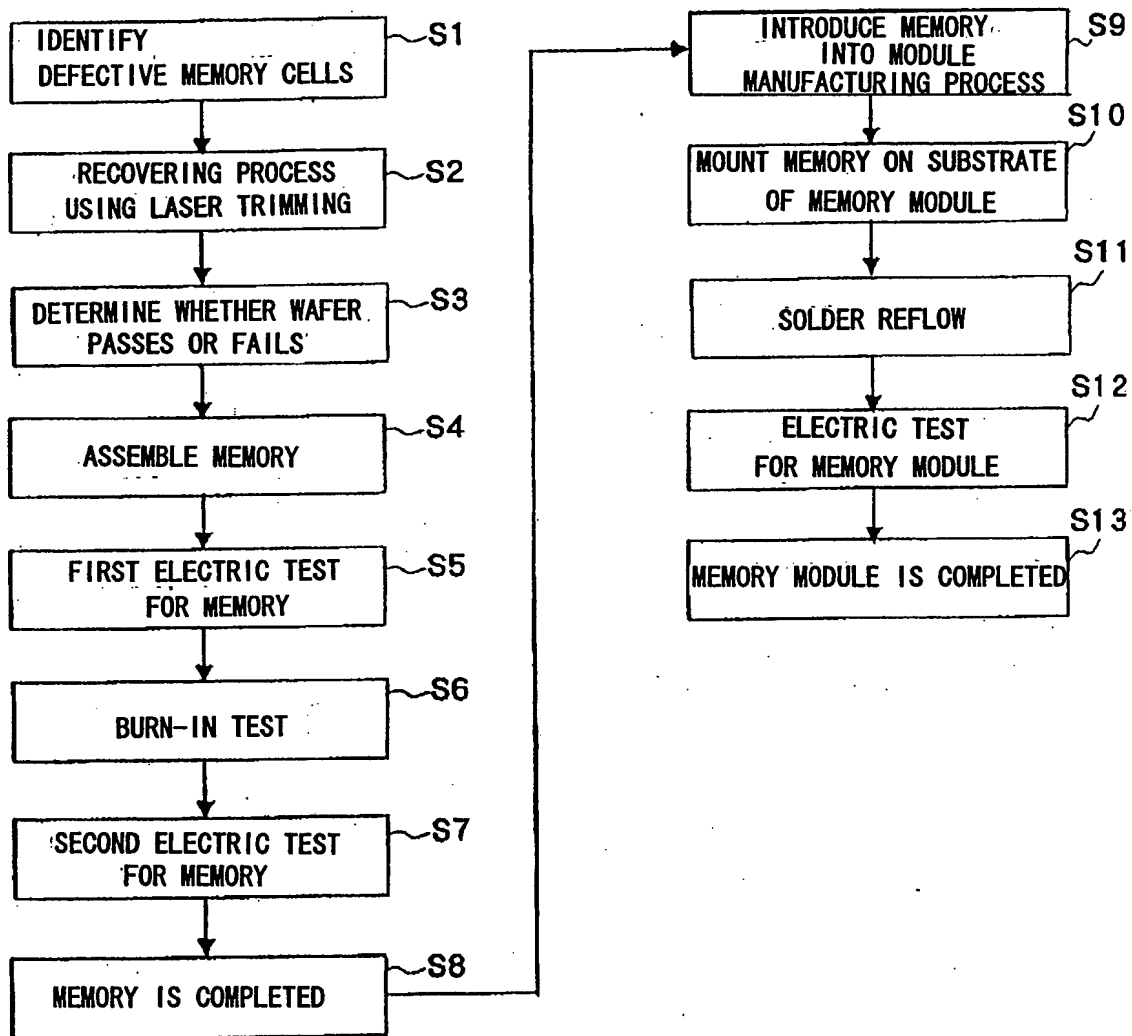 IDENTIFY
DEFECTIVE MEMORY CELLS
S1
RECOVERING PROCESS
USING LASER TRIMMING
S2
DETERMINE WHETHER WAFER
PASSES OR FAILS
S3
ASSEMBLE MEMORY
S4
FIRST ELECTRIC TEST
FOR MEMORY
S5
BURN-IN TEST
S6
SECOND ELECTRIC TEST
FOR MEMORY
S7
MEMORY IS COMPLETED
S8
INTRODUCE MEMORY
INTO MODULE
MANUFACTURING PROCESS
S9
MOUNT MEMORY ON SUBSTRATE
OF MEMORY MODULE
S10
SOLDER REFLOW
S11
ELECTRIC TEST
FOR MEMORY MODULE
S12
MEMORY MODULE IS COMPLETED
S13